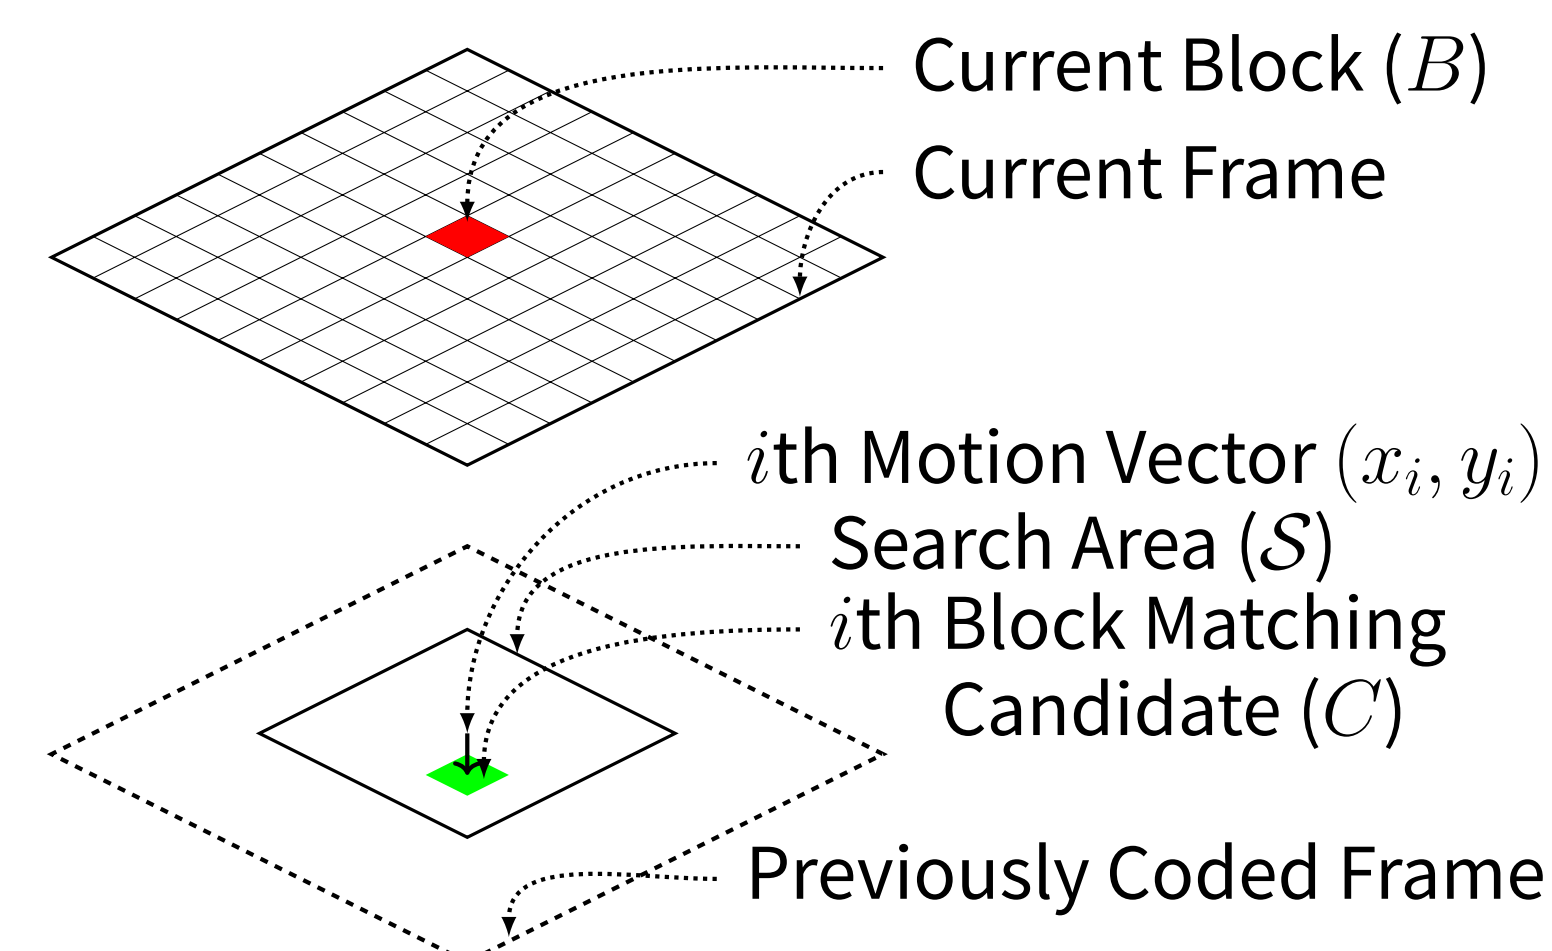 Current Block (B)
Current Frame
ith Motion Vector (xᵢ, yᵢ)
Search Area (𝒮)
ith Block Matching
Candidate (C)
Previously Coded Frame